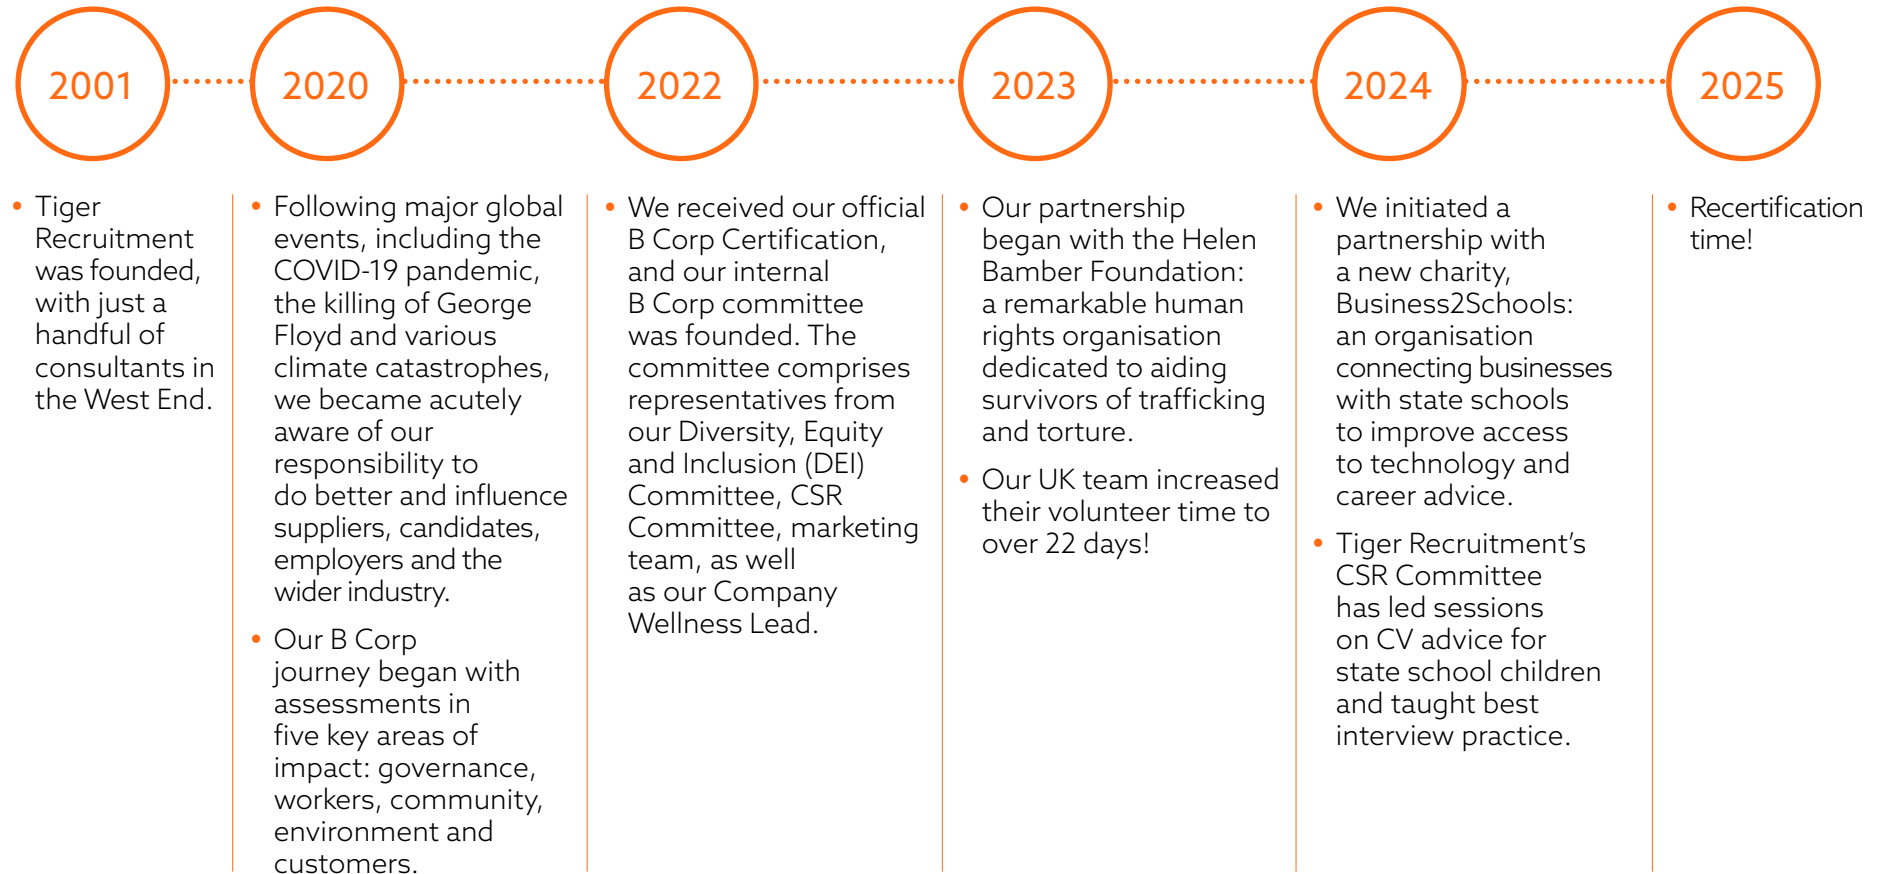 2001
2020
2022
2023
2024
2025
• Tiger
Recruitment
was founded,
with just a
handful of
consultants in
the West End.
• Following major global
events, including the
COVID-19 pandemic,
the killing of George
Floyd and various
climate catastrophes,
we became acutely
aware of our
responsibility to
do better and influence
suppliers, candidates,
employers and the
wider industry.
• Our B Corp
journey began with
assessments in
five key areas of
impact: governance,
workers, community,
environment and
customers.
• We received our official
B Corp Certification,
and our internal
B Corp committee
was founded. The
committee comprises
representatives from
our Diversity, Equity
and Inclusion (DEI)
Committee, CSR
Committee, marketing
team, as well
as our Company
Wellness Lead.
• Our partnership
began with the Helen
Bamber Foundation:
a remarkable human
rights organisation
dedicated to aiding
survivors of trafficking
and torture.
• Our UK team increased
their volunteer time to
over 22 days!
• We initiated a
partnership with
a new charity,
Business2Schools:
an organisation
connecting businesses
with state schools
to improve access
to technology and
career advice.
• Tiger Recruitment’s
CSR Committee
has led sessions
on CV advice for
state school children
and taught best
interview practice.
• Recertification
time!